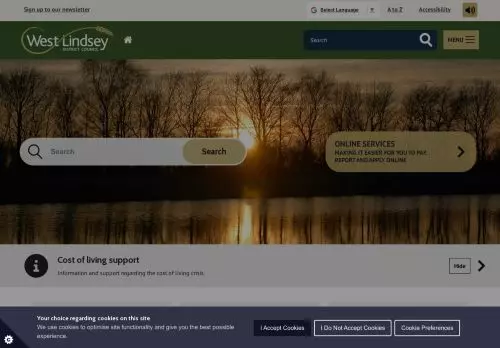 Sign up to our newsletter
Select Language
A to Z
Accessibility
West Lindsey
DISTRICT COUNCIL
Search
MENU
Search
Search
ONLINE SERVICES
MAKING IT EASIER FOR YOU TO PAY,
REPORT AND APPLY ONLINE
Cost of living support
Information and support regarding the cost of living crisis.
Hide
Your choice regarding cookies on this site
We use cookies to optimise site functionality and give you the best possible
experience.
I Accept Cookies
I Do Not Accept Cookies
Cookie Preferences